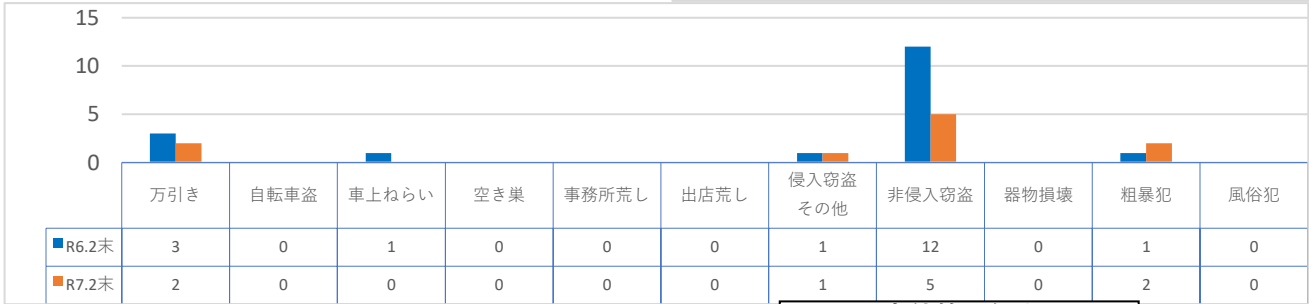 15
10
5
0
万引き 自転車盗 車上ねらい 空き巣 事務所荒し 出店荒し 侵入窃盗その他 非侵入窃盗 器物損壊 粗暴犯 風俗犯
R6.2末 3 0 1 0 0 0 1 12 0 1 0
R7.2末 2 0 0 0 0 0 1 5 0 2 0